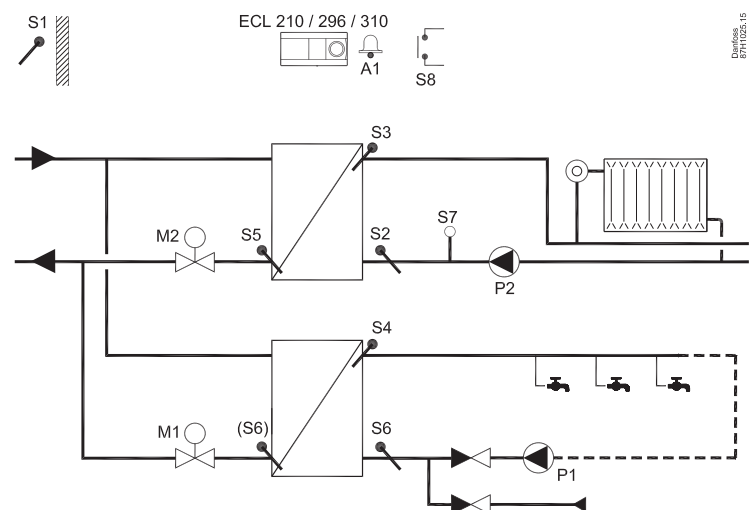 S1
ECL 210 / 296 / 310
A1
S8
Danfoss
87H1025.15
S3
M2
S5
S2
S7
P2
S4
M1
(S6)
S6
P1